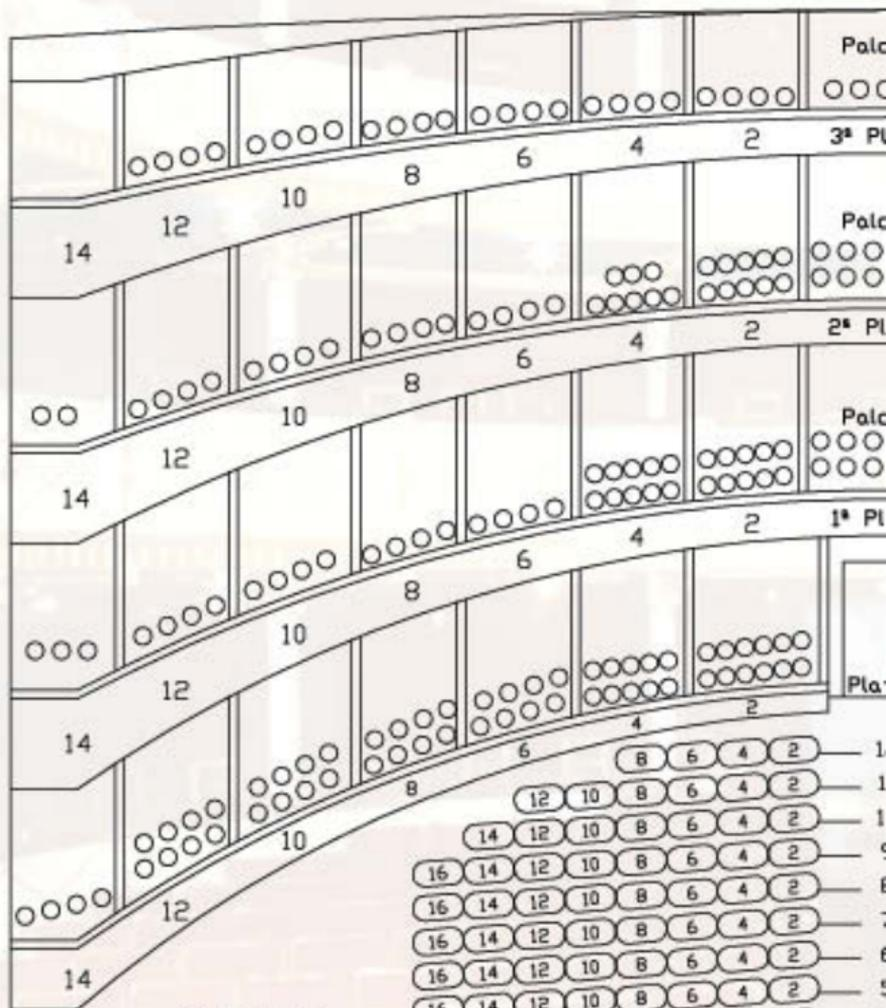 Palc
14 12 10 8 6 4 2 3ª Pl
Palc
14 12 10 8 6 4 2 2ª Pl
Palc
14 12 10 8 6 4 2 1ª Pl
Pla
14 12 10 8 6 4 2
8 6 4 2
12 10 8 6 4 2 1
14 12 10 8 6 4 2 1
16 14 12 10 8 6 4 2
16 14 12 10 8 6 4 2
16 14 12 10 8 6 4 2
16 14 12 10 8 6 4 2
16 14 12 10 8 6 4 2